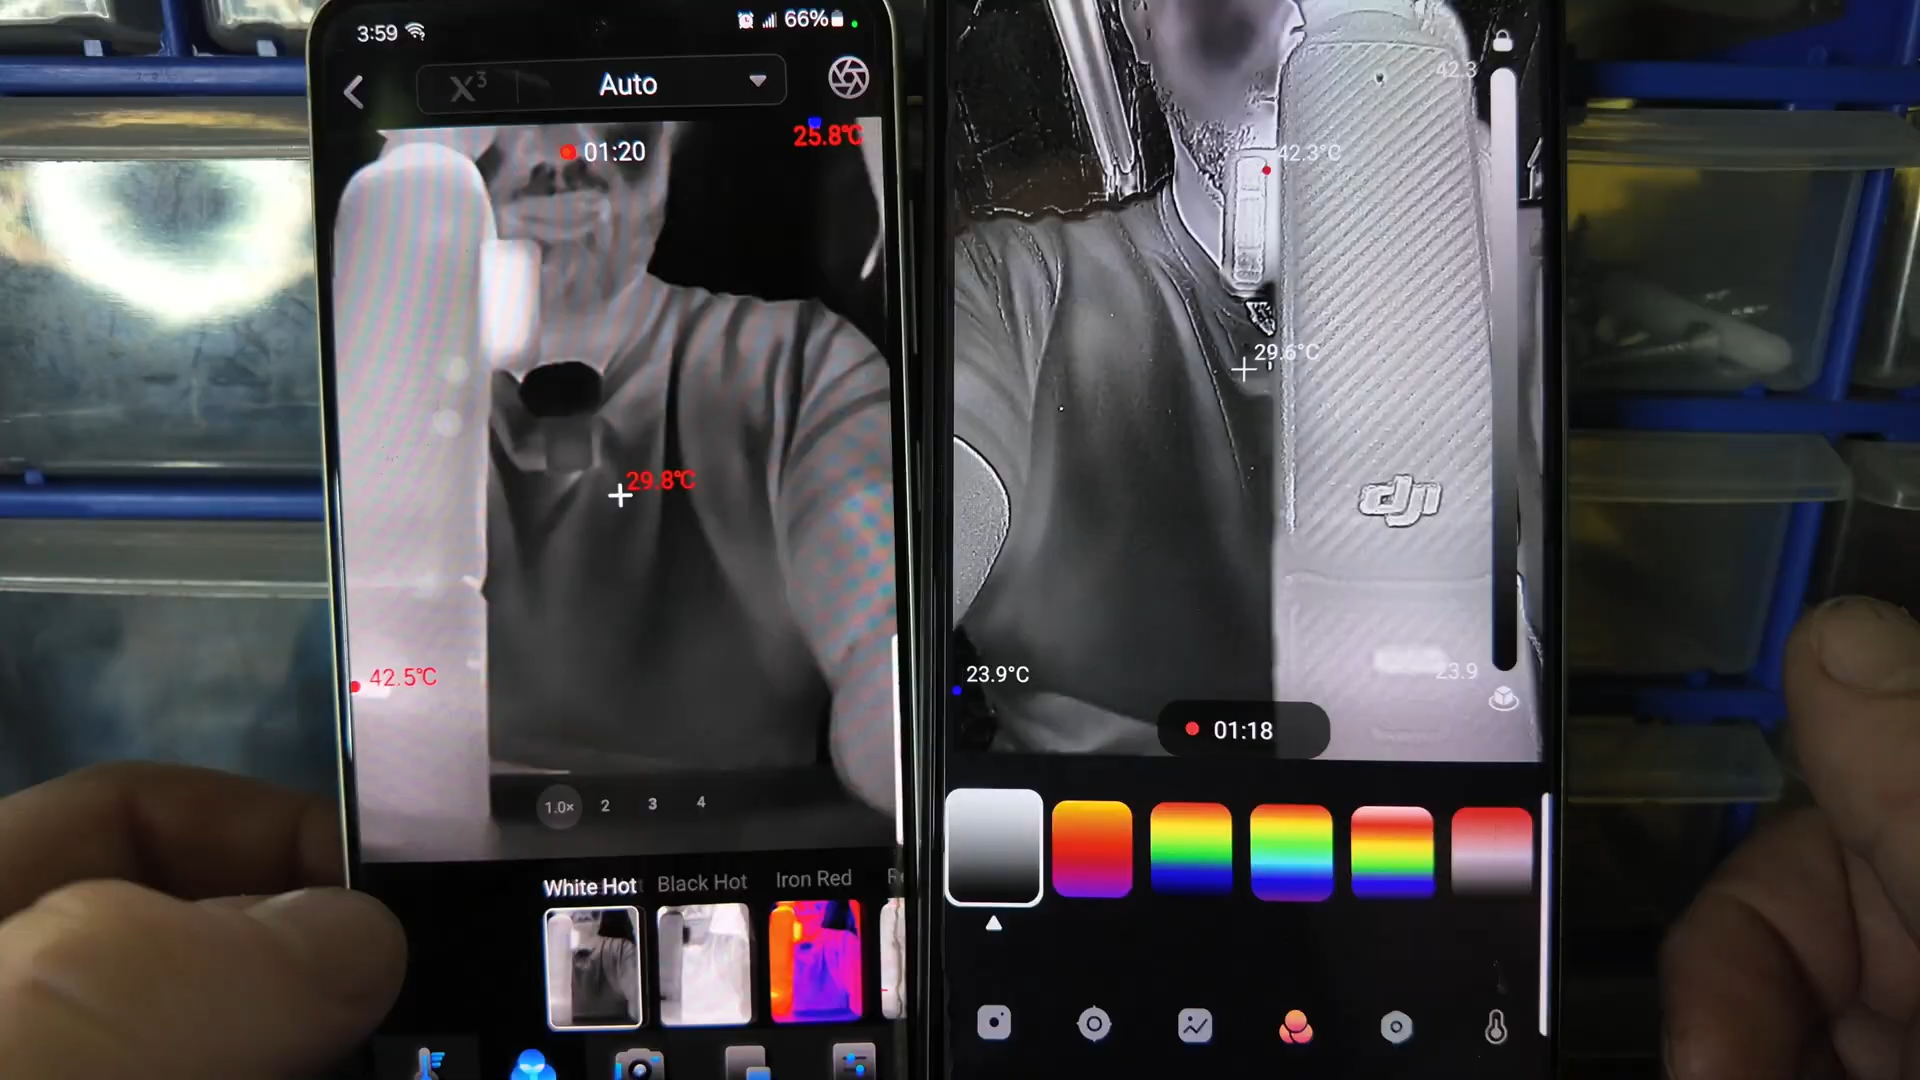 3:59
66%
X³
Auto
01:20
25.8℃
29.8℃
42.5℃
1.0×
2
3
4
White Hot
Black Hot
Iron Red
42.3
42.3°C
29.6°C
dji
23.9°C
23.9
01:18